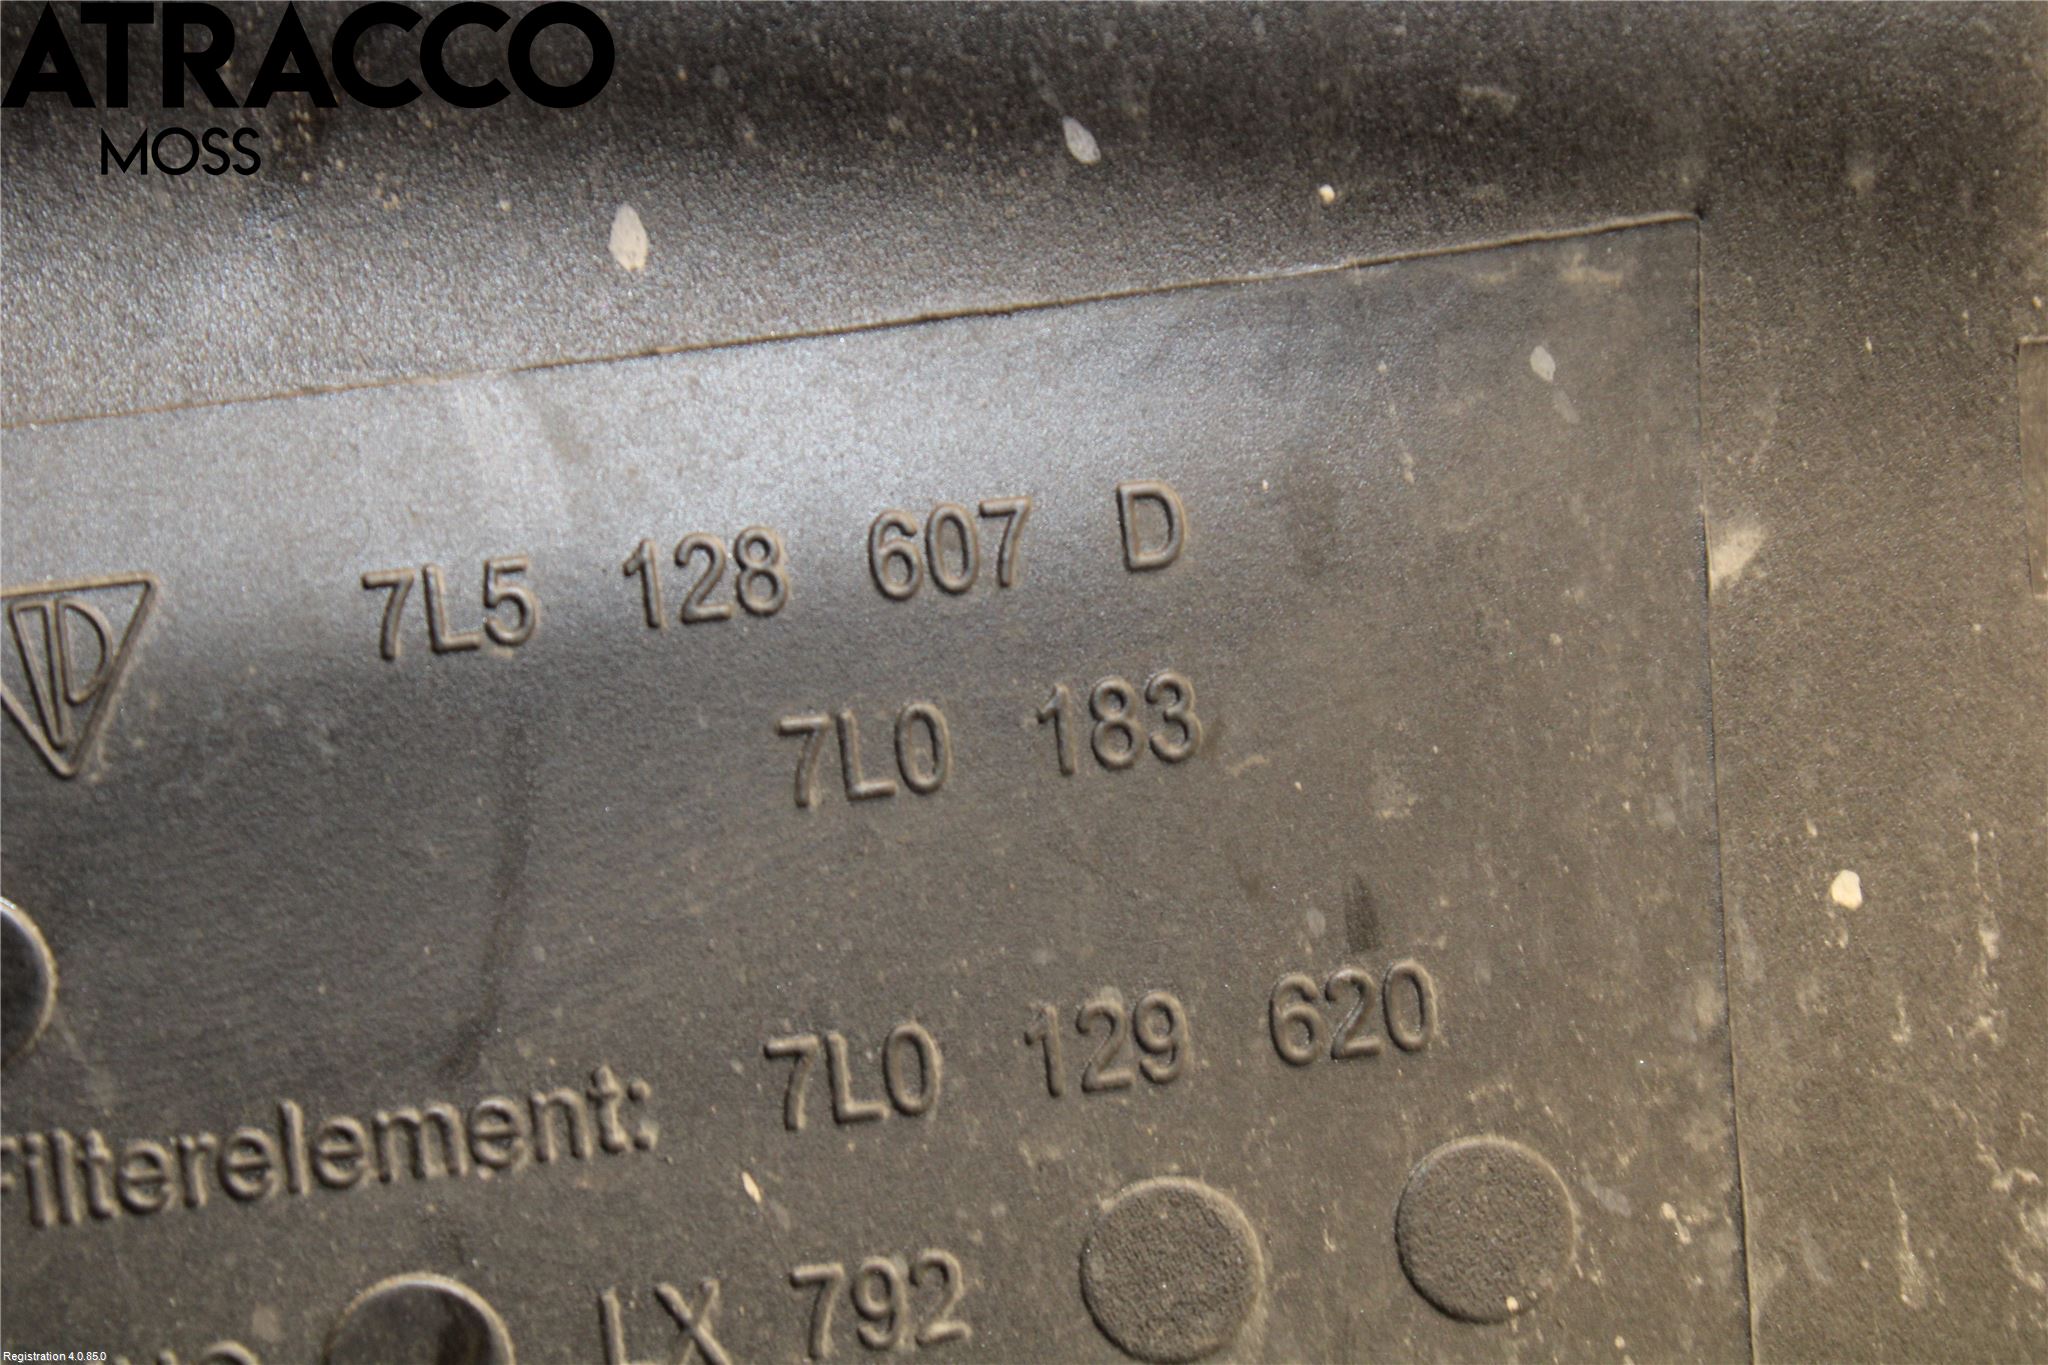 ATRACCO
MOSS
7L5 128 607 D
7L0 183
Filterelement: 7L0 129 620
LX 792
Registration 4.0.85.0